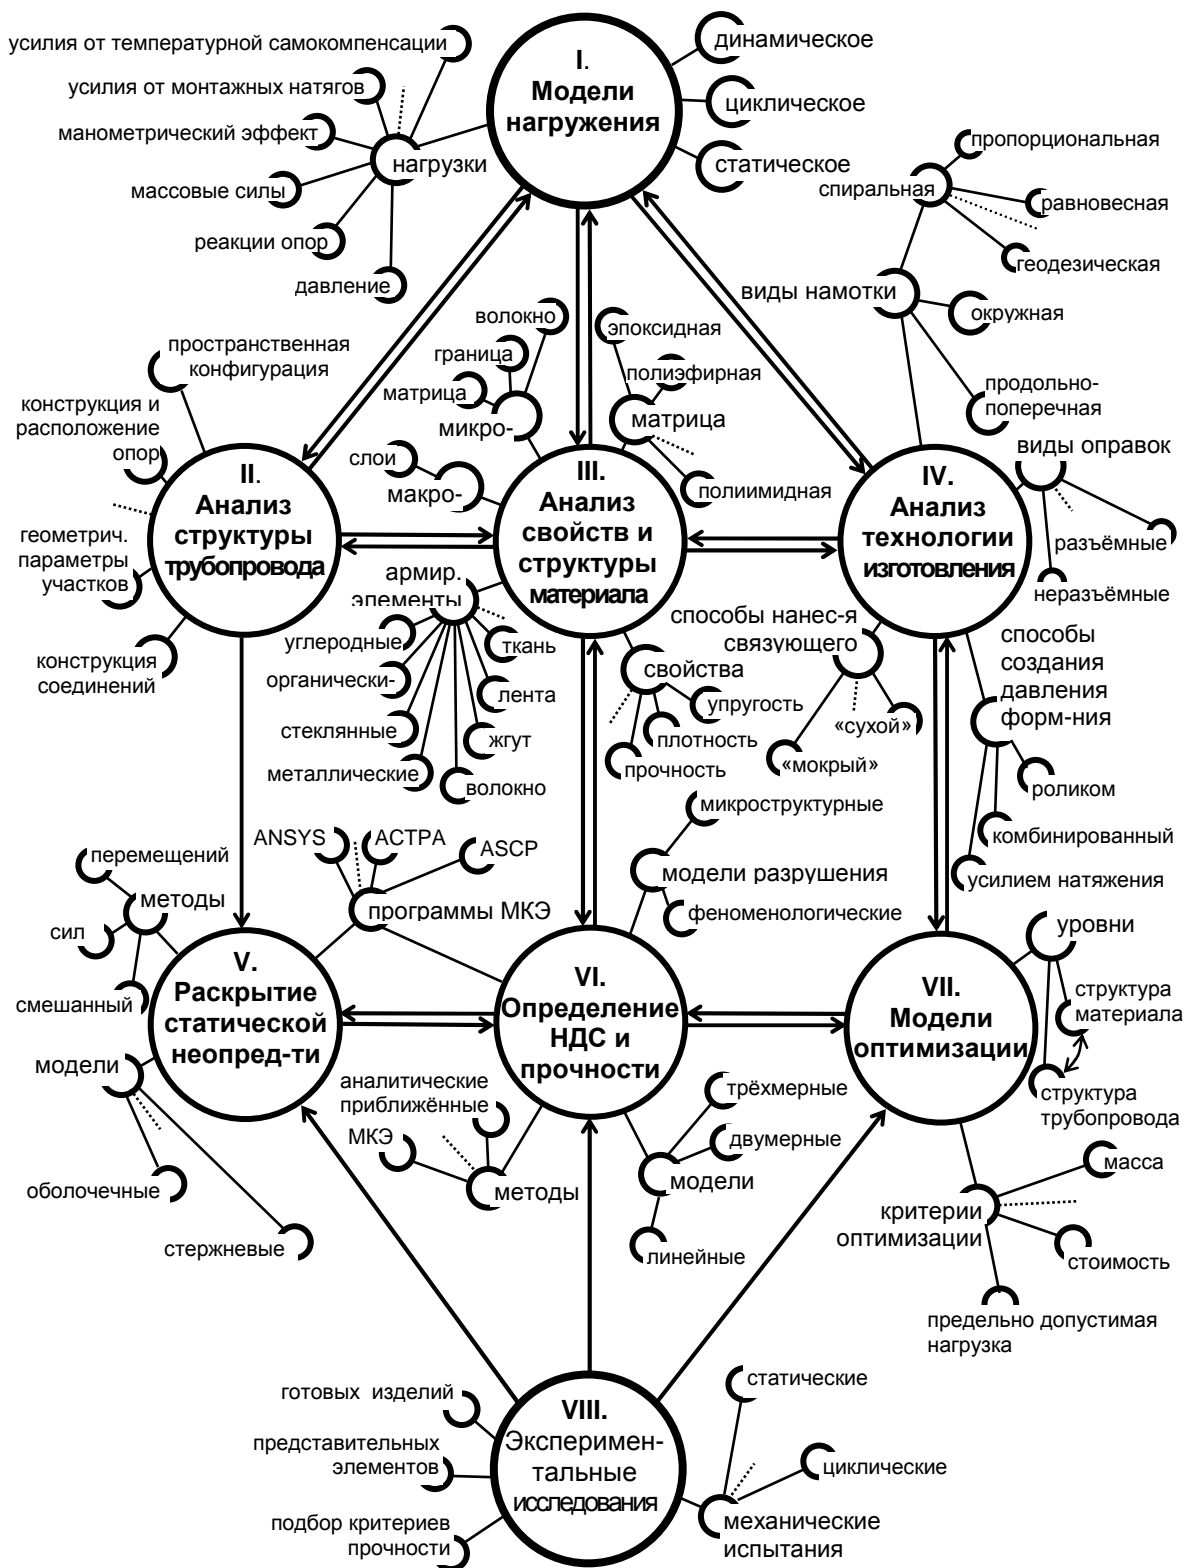 усилия от температурной самокомпенсации
усилия от монтажных натягов
манометрический эффект
массовые силы
реакции опор
давление
нагрузки
I.
Модели
нагружения
динамическое
циклическое
статическое
пропорциональная
спиральная
равновесная
геодезическая
виды намотки
окружная
продольно-
поперечная
пространственная
конфигурация
конструкция и
расположение
опор
II.
Анализ
структуры
трубопровода
геометрич.
параметры
участков
конструкция
соединений
волокно
граница
матрица
микро-
слои
макро-
эпоксидная
полиэфирная
матрица
полиимидная
III.
Анализ
свойств и
структуры
материала
виды оправок
IV.
Анализ
технологии
изготовления
разъёмные
неразъёмные
армир.
элементы
углеродные
органически-
стеклянные
металлические
ткань
лента
жгут
волокно
свойства
упругость
плотность
прочность
способы нанес-я
связующего
«сухой»
«мокрый»
способы
создания
давления
форм-ния
роликом
комбинированный
усилием натяжения
микроструктурные
модели разрушения
феноменологические
ANSYS
АСТРА
ASCP
программы МКЭ
перемещений
методы
сил
смешанный
V.
Раскрытие
статической
неопред-ти
модели
оболочечные
стержневые
VI.
Определение
НДС и
прочности
аналитические
приближённые
МКЭ
методы
трёхмерные
двумерные
модели
линейные
VII.
Модели
оптимизации
уровни
структура
материала
структура
трубопровода
масса
критерии
оптимизации
стоимость
предельно допустимая
нагрузка
готовых изделий
представительных
элементов
подбор критериев
прочности
VIII.
Эксперимен-
тальные
исследования
статические
циклические
механические
испытания